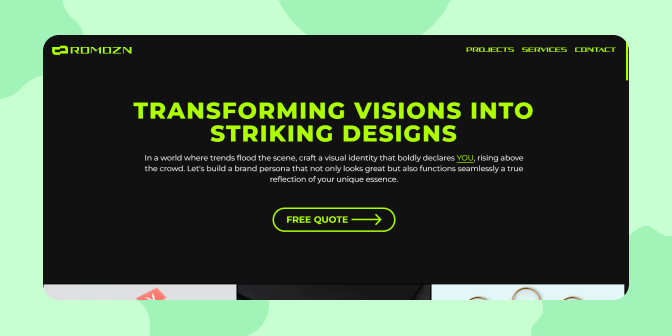 ROMOZN
PROJECTS SERVICES CONTACT
TRANSFORMING VISIONS INTO
STRIKING DESIGNS
In a world where trends flood the scene, craft a visual identity that boldly declares YOU, rising above
the crowd. Let's build a brand persona that not only looks great but also functions seamlessly a true
reflection of your unique essence.
FREE QUOTE